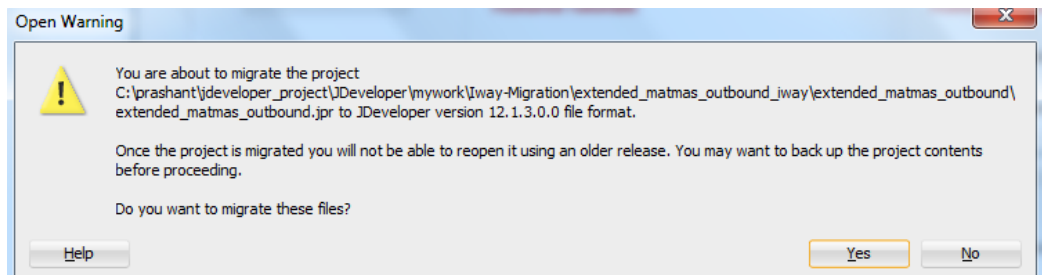 Open Warning
You are about to migrate the project
C:\prashant\jdeveloper_project\JDeveloper\mywork\Iway-Migration\extended_matmas_outbound_iway\extended_matmas_outbound\
extended_matmas_outbound.jpr to JDeveloper version 12.1.3.0.0 file format.
Once the project is migrated you will not be able to reopen it using an older release. You may want to back up the project contents
before proceeding.
Do you want to migrate these files?
Help Yes No